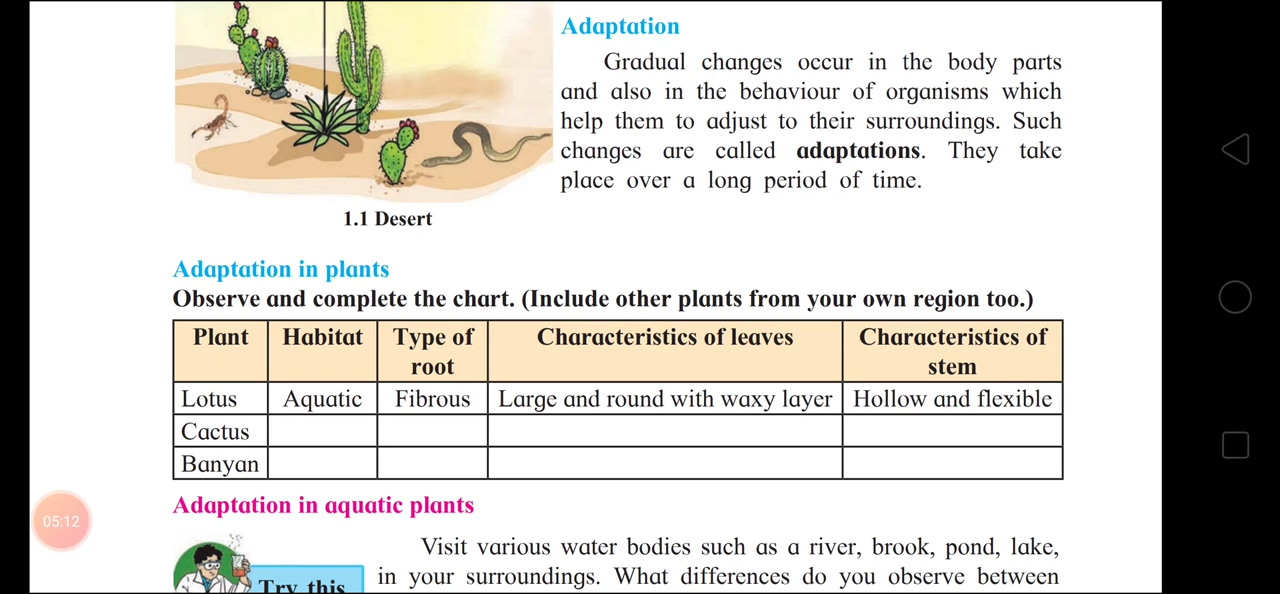 Adaptation
Gradual changes occur in the body parts
and also in the behaviour of organisms which
help them to adjust to their surroundings. Such
changes are called adaptations. They take
place over a long period of time.
1.1 Desert
Adaptation in plants
Observe and complete the chart. (Include other plants from your own region too.)
Plant Habitat Type of root Characteristics of leaves Characteristics of stem
Lotus Aquatic Fibrous Large and round with waxy layer Hollow and flexible
Cactus
Banyan
Adaptation in aquatic plants
05:12
Visit various water bodies such as a river, brook, pond, lake,
in your surroundings. What differences do you observe between
Try this